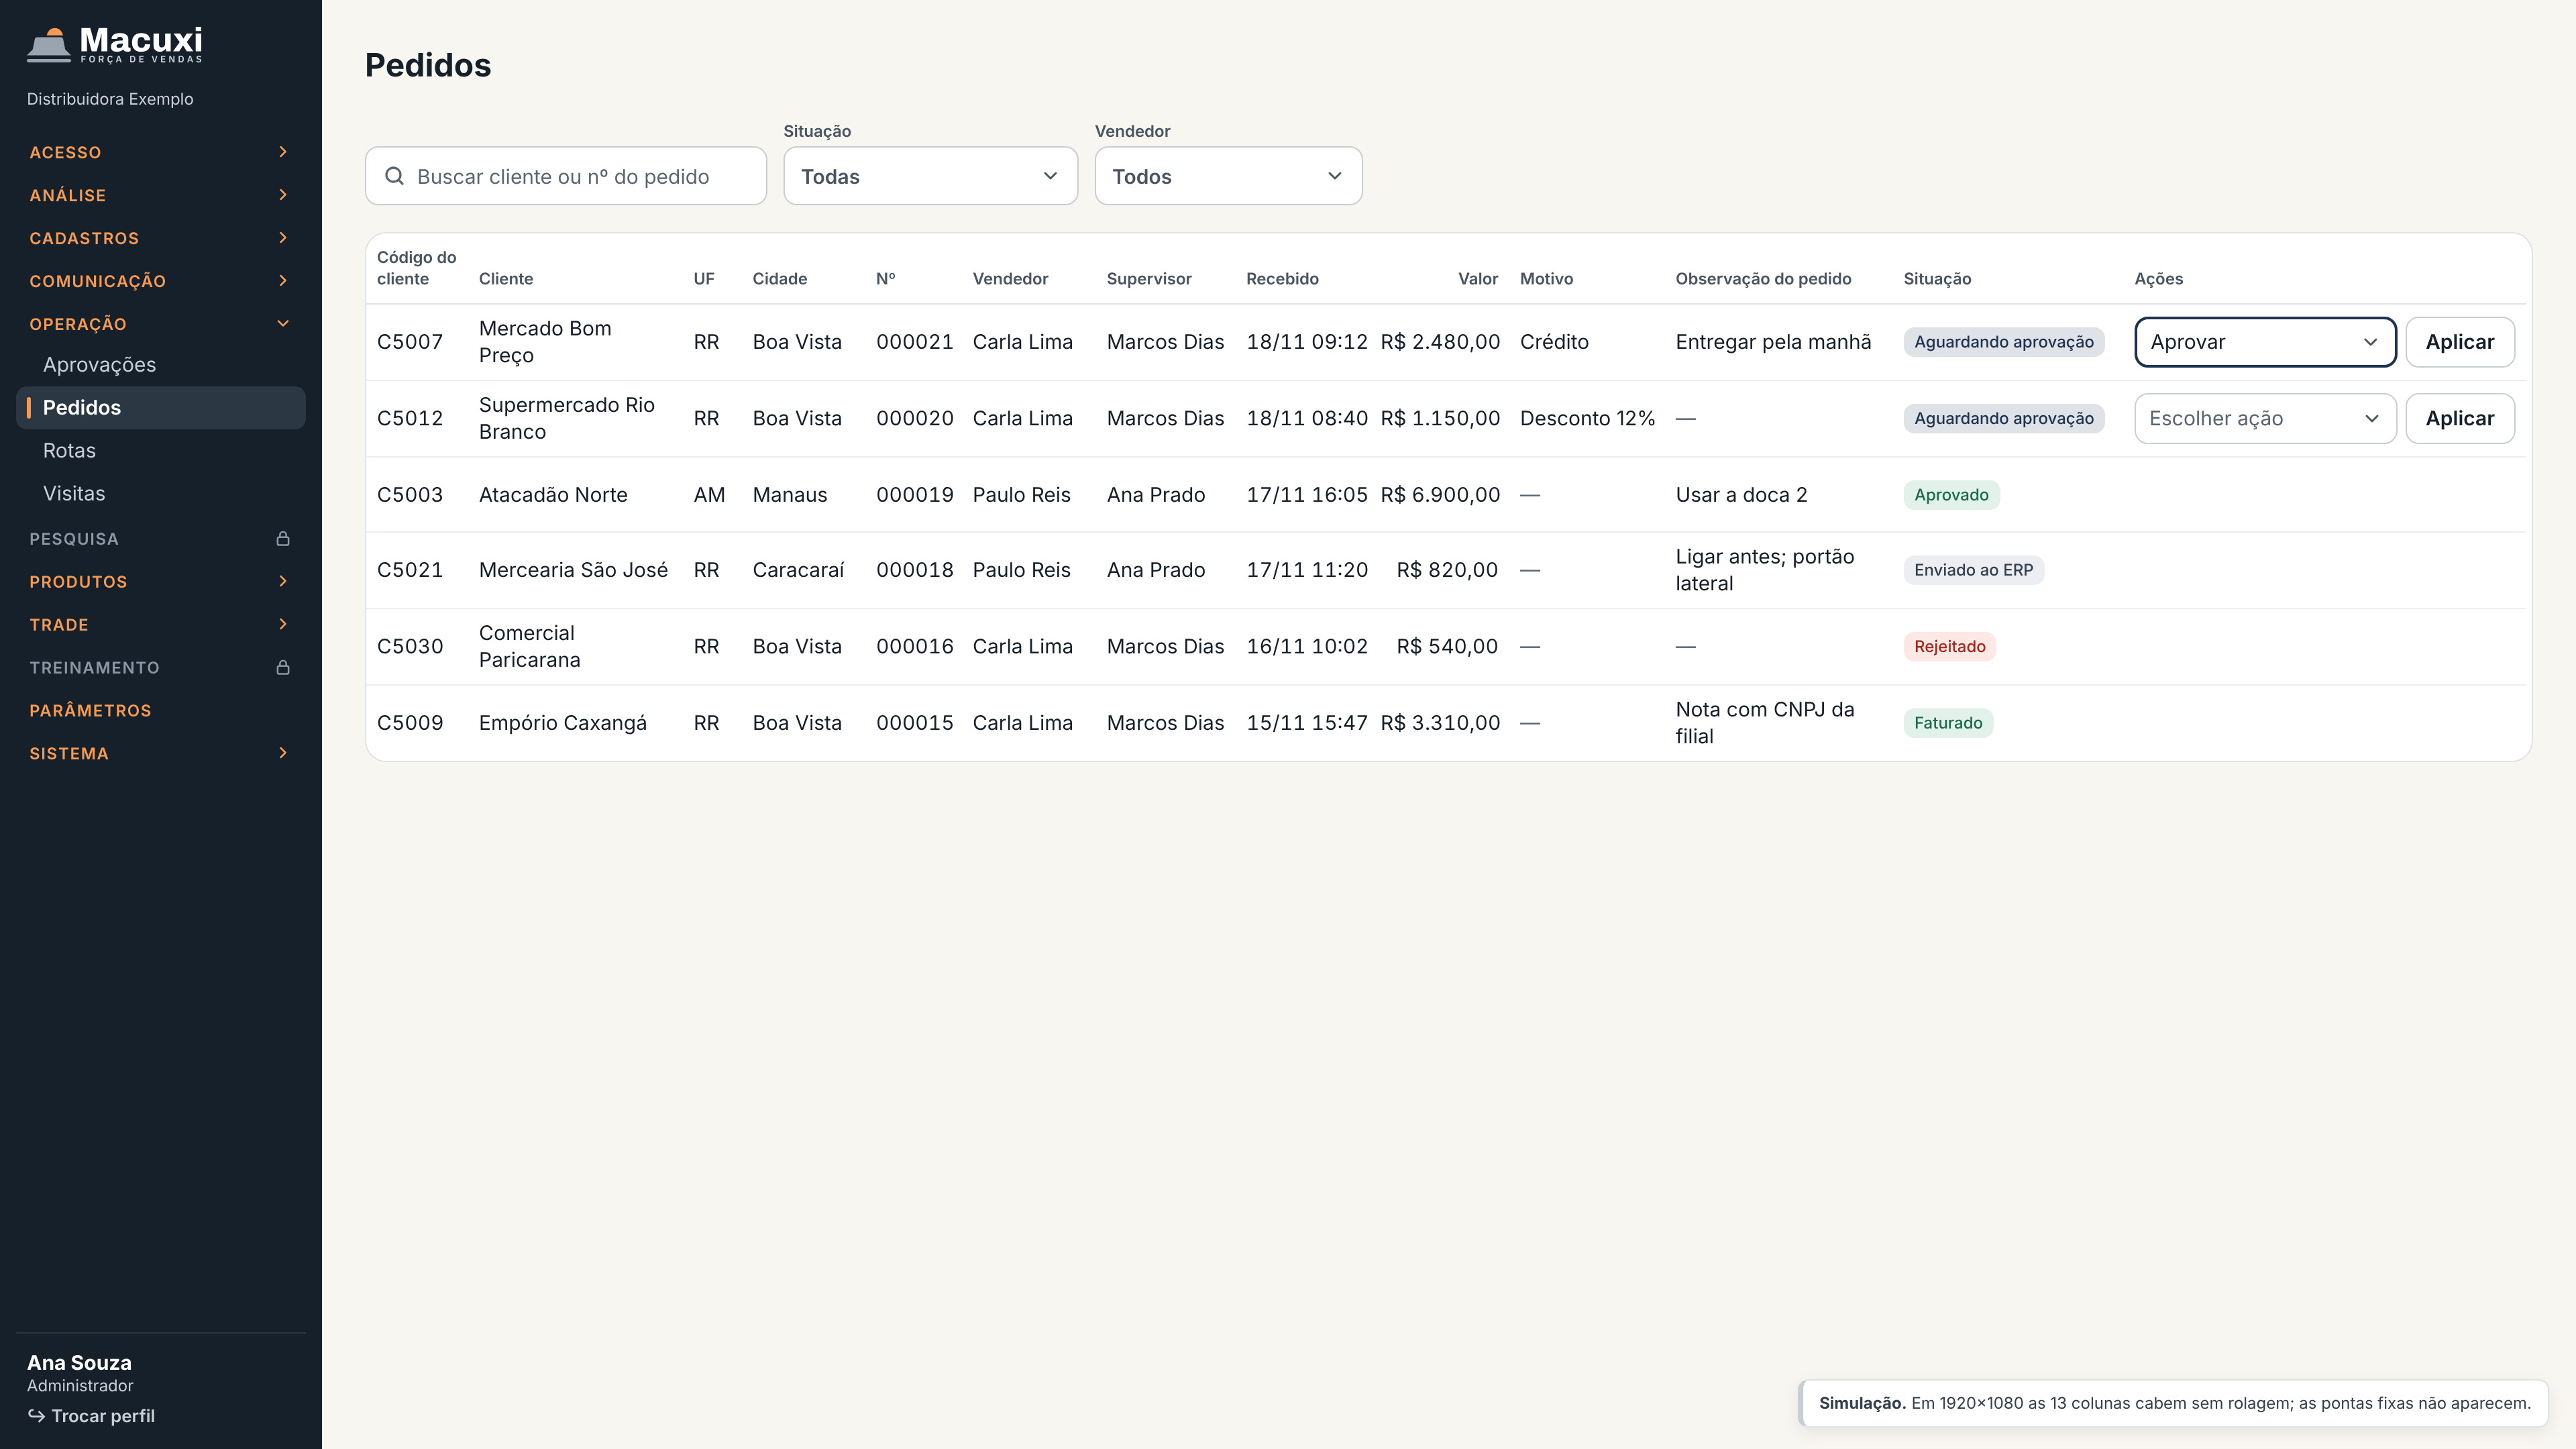 Macuxi
FORÇA DE VENDAS
Distribuidora Exemplo
ACESSO
ANÁLISE
CADASTROS
COMUNICAÇÃO
OPERAÇÃO
Aprovações
Pedidos
Rotas
Visitas
PESQUISA
PRODUTOS
TRADE
TREINAMENTO
PARÂMETROS
SISTEMA
Ana Souza
Administrador
Trocar perfil
Pedidos
Situação Vendedor
Buscar cliente ou nº do pedido Todas Todos
Código do
cliente Cliente UF Cidade Nº Vendedor Supervisor Recebido Valor Motivo Observação do pedido Situação Ações
C5007 Mercado Bom
Preço RR Boa Vista 000021 Carla Lima Marcos Dias 18/11 09:12 R$ 2.480,00 Crédito Entregar pela manhã Aguardando aprovação Aprovar Aplicar
C5012 Supermercado Rio
Branco RR Boa Vista 000020 Carla Lima Marcos Dias 18/11 08:40 R$ 1.150,00 Desconto 12% — Aguardando aprovação Escolher ação Aplicar
C5003 Atacadão Norte AM Manaus 000019 Paulo Reis Ana Prado 17/11 16:05 R$ 6.900,00 — Usar a doca 2 Aprovado
C5021 Mercearia São José RR Caracaraí 000018 Paulo Reis Ana Prado 17/11 11:20 R$ 820,00 — Ligar antes; portão
lateral Enviado ao ERP
C5030 Comercial
Paricarana RR Boa Vista 000016 Carla Lima Marcos Dias 16/11 10:02 R$ 540,00 — — Rejeitado
C5009 Empório Caxangá RR Boa Vista 000015 Carla Lima Marcos Dias 15/11 15:47 R$ 3.310,00 — Nota com CNPJ da
filial Faturado
Simulação. Em 1920×1080 as 13 colunas cabem sem rolagem; as pontas fixas não aparecem.